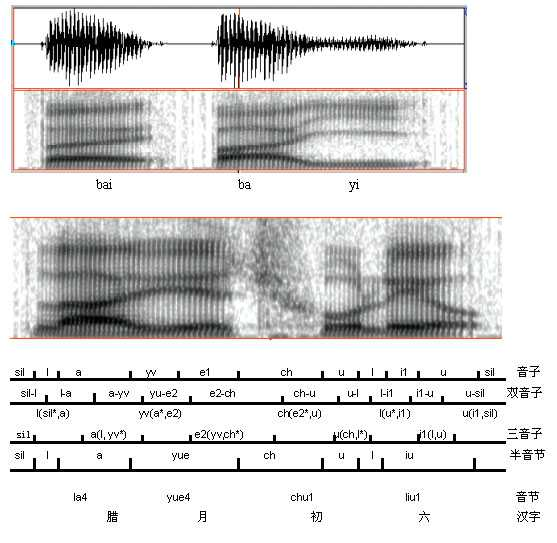 bai ba yi
sil l a yv e1 ch u l i1 u sil 音子
sil-l l-a a-yv yu-e2 e2-ch ch-u u-l l-i1 i1-u u-sil 双音子
l(sil*,a) yv(a*,e2) ch(e2*,u) l(u*,i1) u(i1,sil)
si1 a(l,yv*) e2(yv,ch*) u(ch,l*) i1(l,u) 三音子
sil l a yue ch u l iu 半音节
la4 yue4 chu1 liu1 音节
腊 月 初 六 汉字